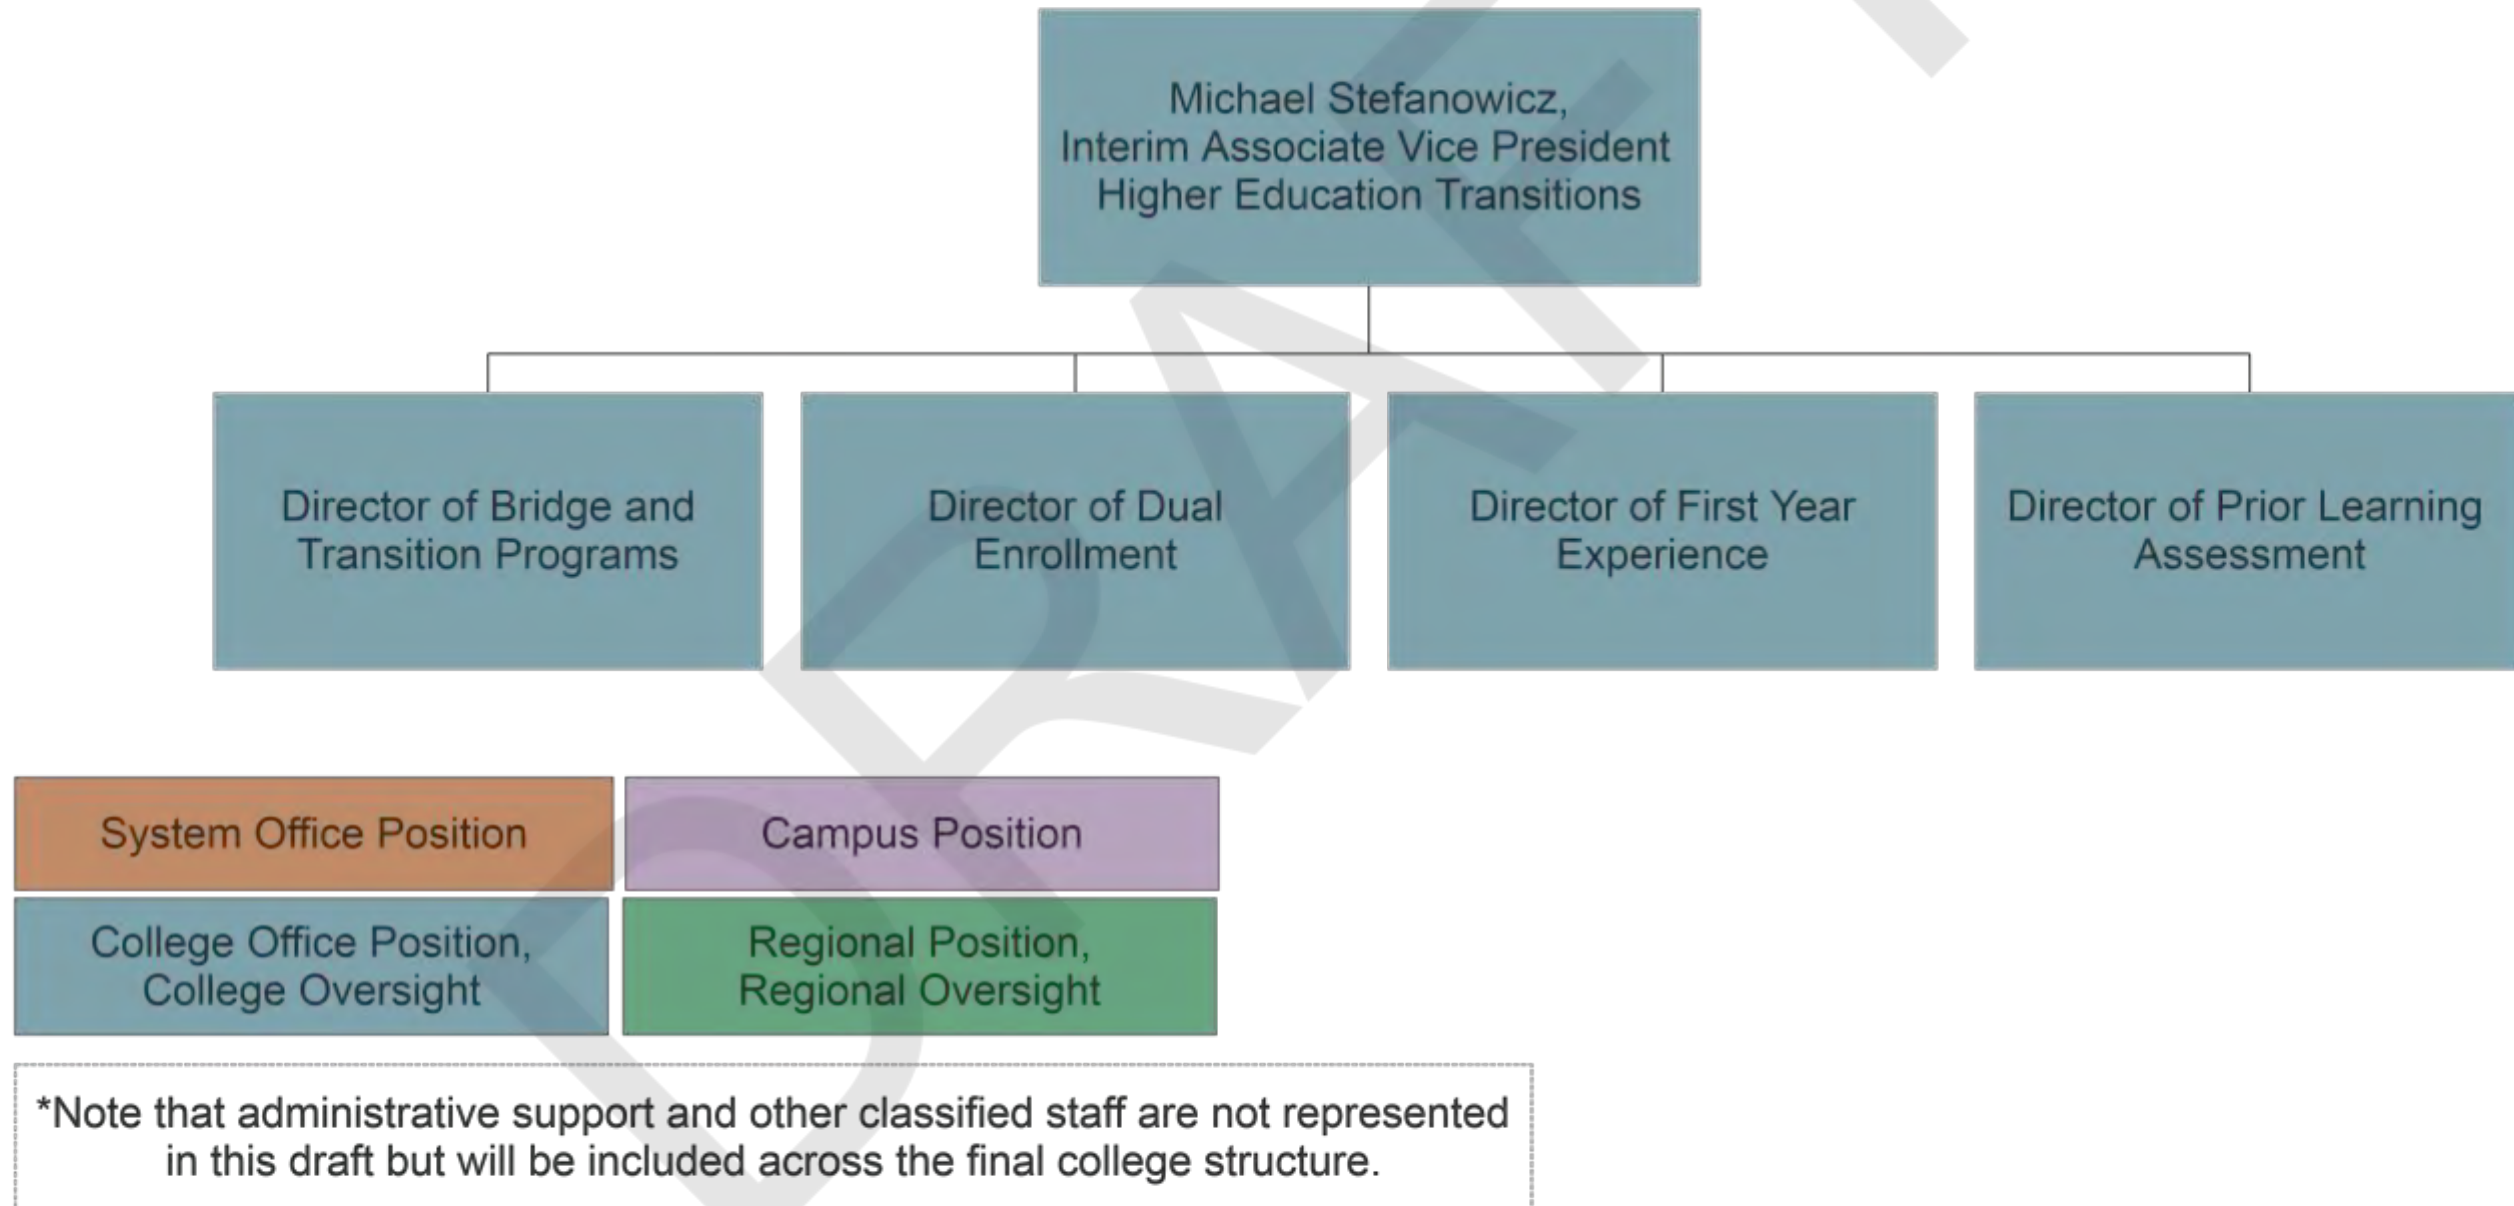 Michael Stefanowicz,
Interim Associate Vice President
Higher Education Transitions
Director of Bridge and
Transition Programs
Director of Dual
Enrollment
Director of First Year
Experience
Director of Prior Learning
Assessment
System Office Position
Campus Position
College Office Position,
College Oversight
Regional Position,
Regional Oversight
*Note that administrative support and other classified staff are not represented
in this draft but will be included across the final college structure.
DRAFT